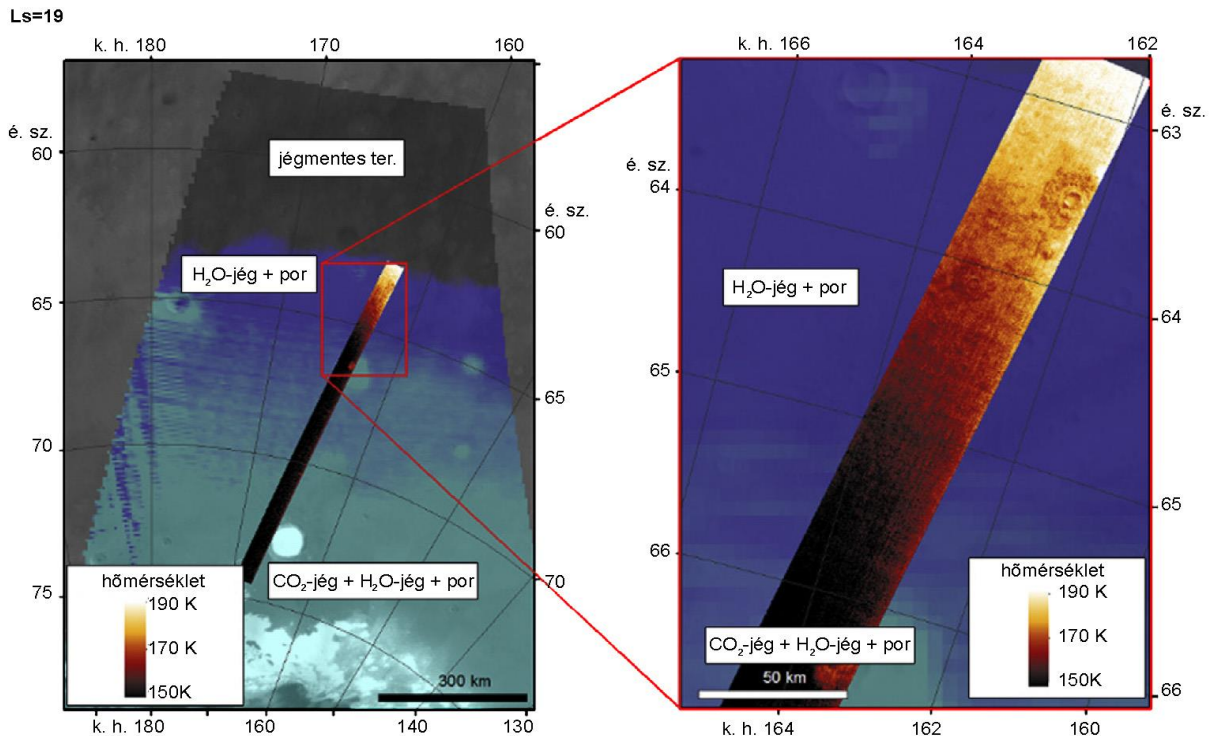 Ls=19
k. h. 180
170
160
é. sz.
60
jégmentes ter.
é. sz.
60
H₂O-jég + por
65
65
70
CO₂-jég + H₂O-jég + por
70
75
hőmérséklet
190 K
170 K
150K
300 km
k. h. 180
160
140
130
k. h. 166
164
162
é. sz.
63
é. sz.
64
H₂O-jég + por
64
65
65
66
hőmérséklet
190 K
170 K
150K
CO₂-jég + H₂O-jég + por
50 km
66
k. h. 164
162
160